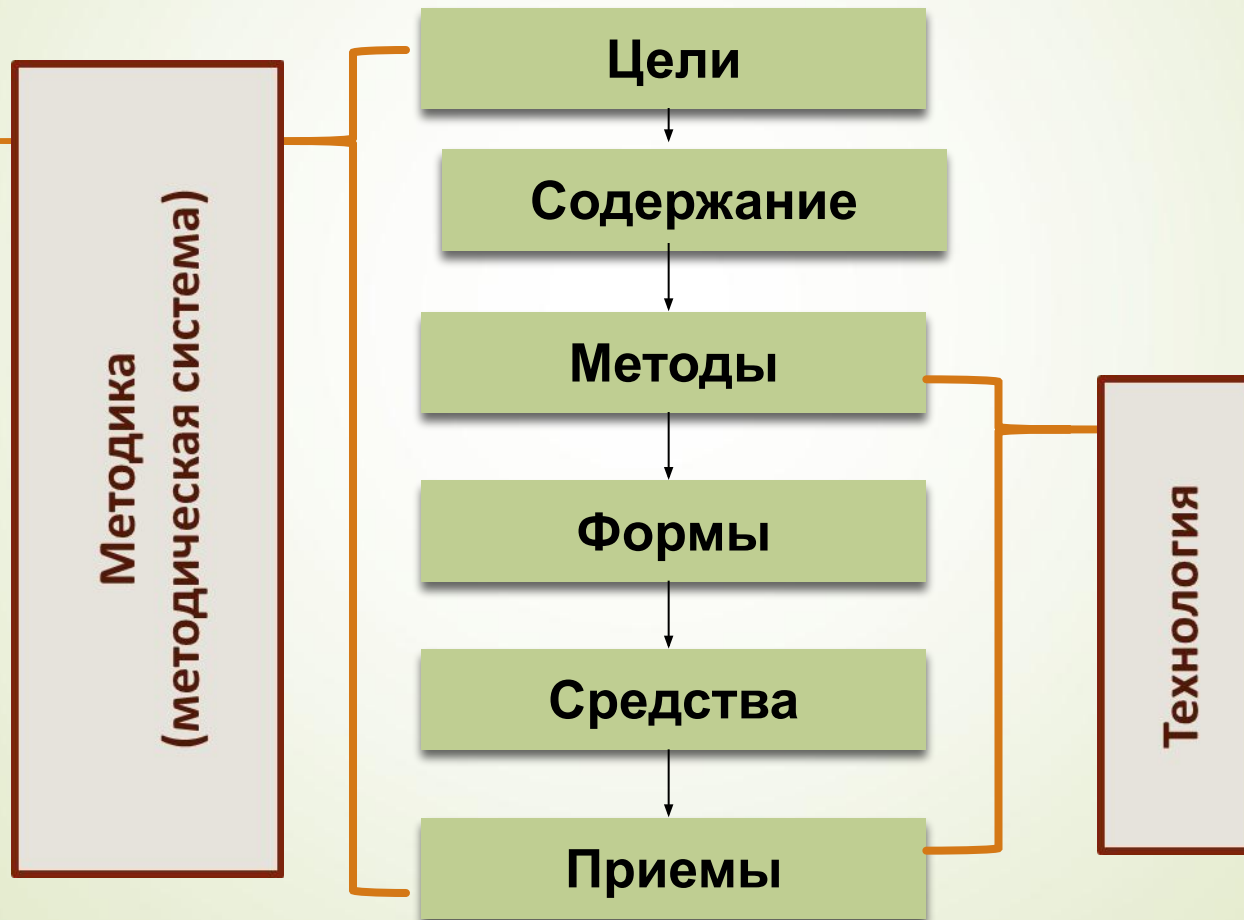 Методика
(методическая система)
Цели
Содержание
Методы
Формы
Средства
Приемы
Технология